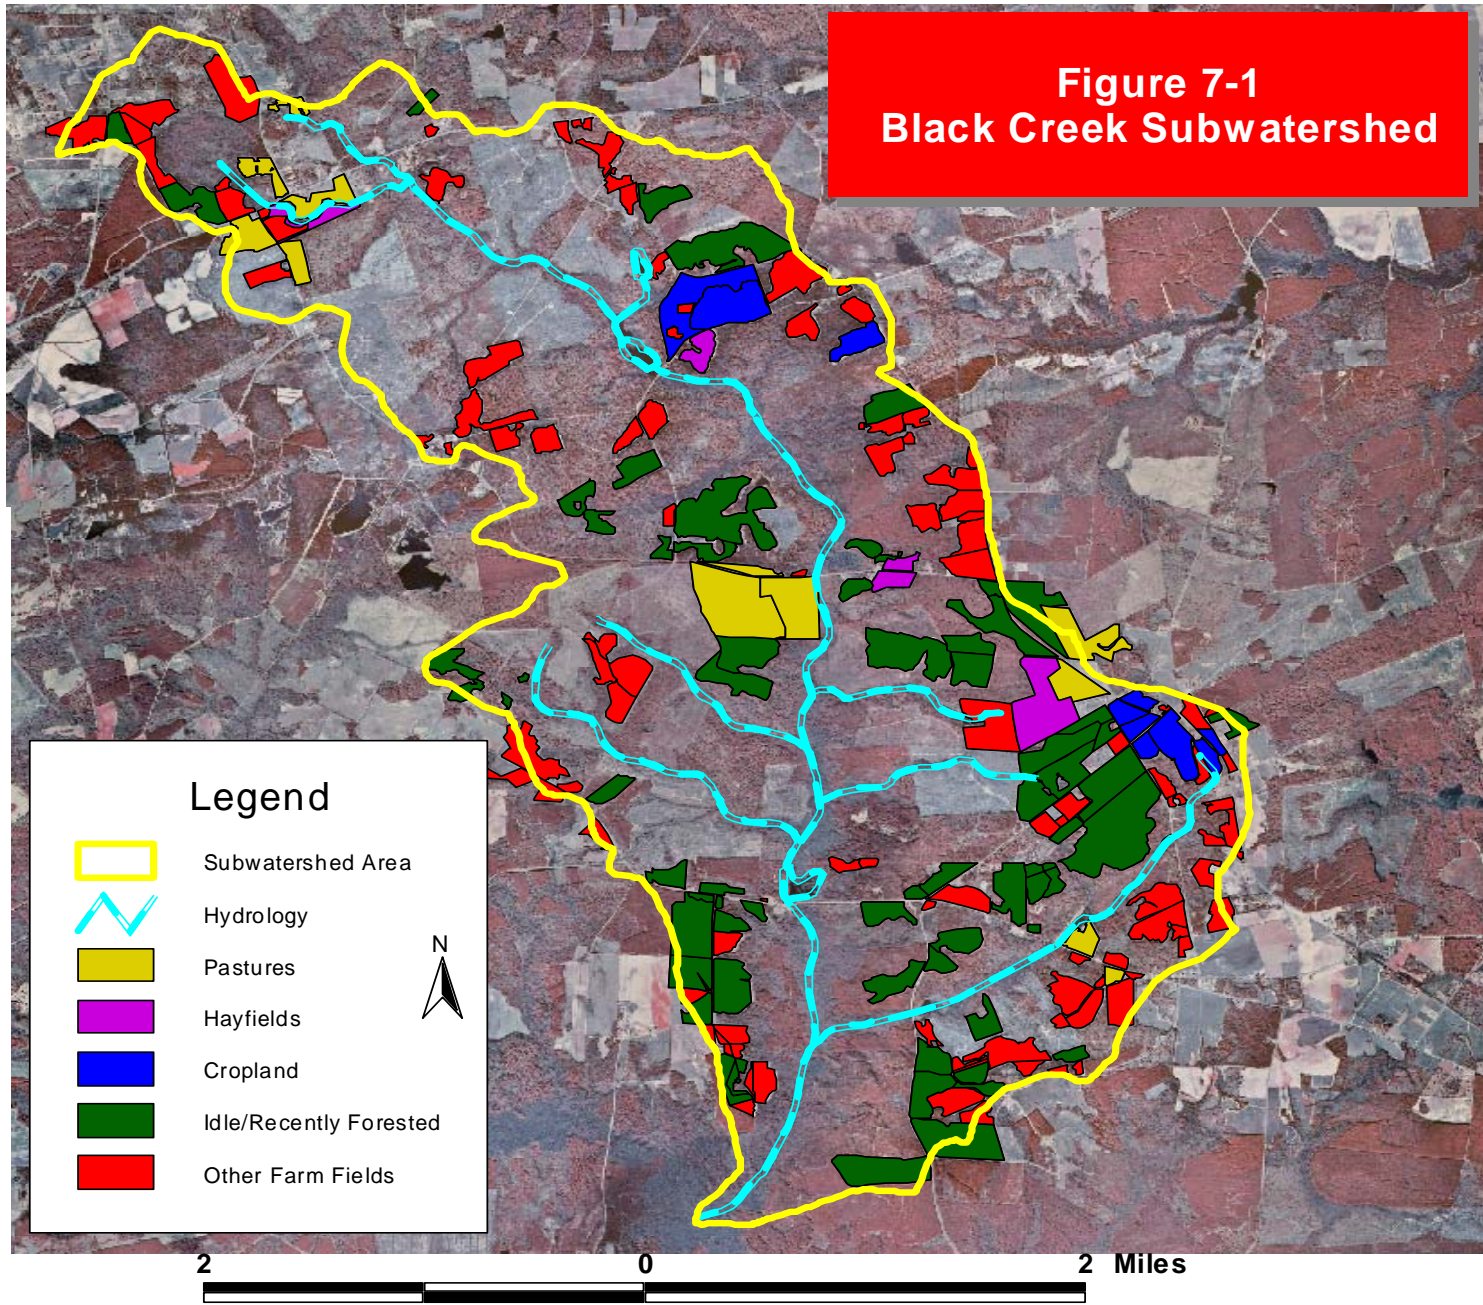 Figure 7-1
Black Creek Subwatershed
Legend
Subwatershed Area
Hydrology
Pastures
Hayfields
Cropland
Idle/Recently Forested
Other Farm Fields
N
2 0 2 Miles